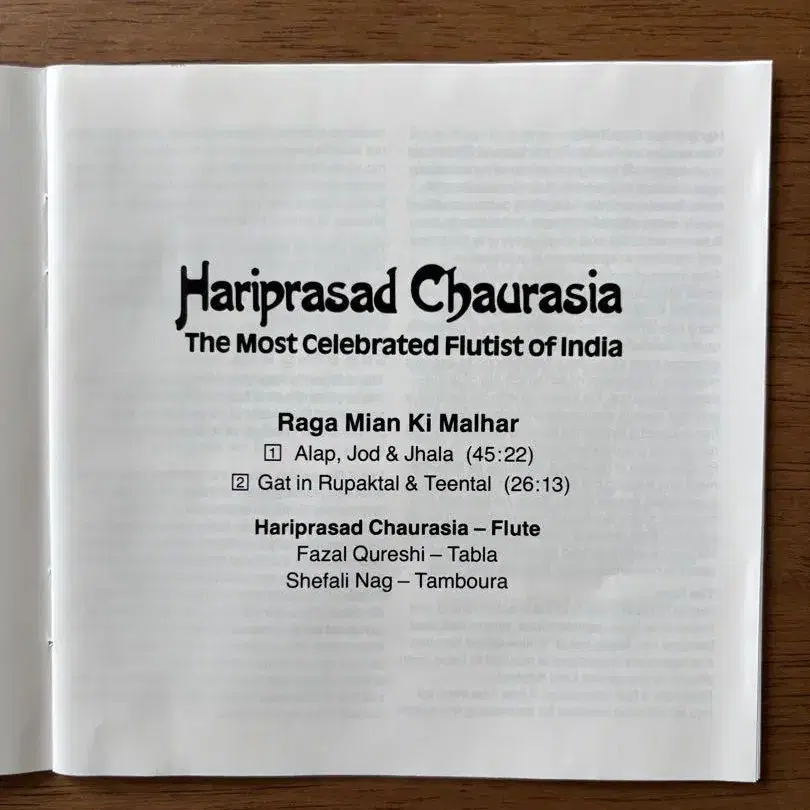 Hariprasad Chaurasia
The Most Celebrated Flutist of India
Raga Mian Ki Malhar
1 Alap, Jod & Jhala (45:22)
2 Gat in Rupaktal & Teental (26:13)
Hariprasad Chaurasia – Flute
Fazal Qureshi – Tabla
Shefali Nag – Tamboura